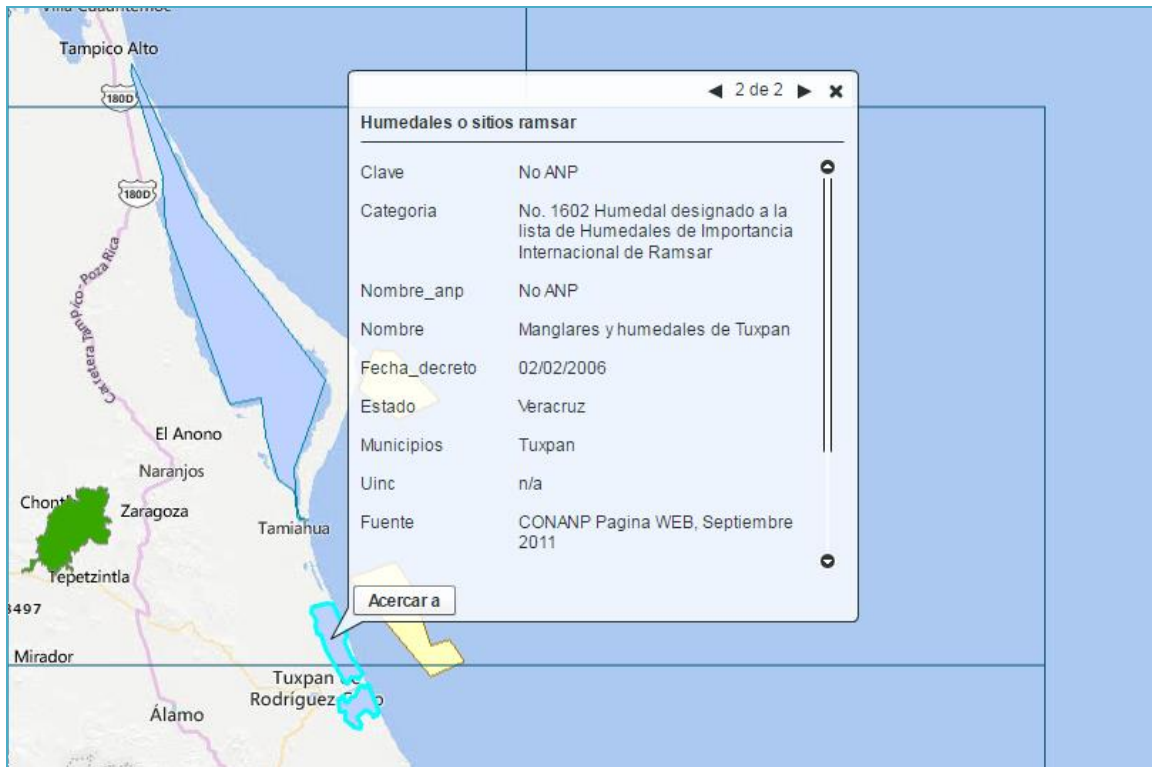 Tampico Alto
180D
180D
Carretera Tampico-Poza Rica
El Anono
Naranjos
Zaragoza
Tamiahua
Tepetzintla
3497
Mirador
Tuxpan
Rodríguez
Álamo
2 de 2
Humedales o sitios ramsar
Clave No ANP
Categoria No. 1602 Humedal designado a la
lista de Humedales de Importancia
Internacional de Ramsar
Nombre_anp No ANP
Nombre Manglares y humedales de Tuxpan
Fecha_decreto 02/02/2006
Estado Veracruz
Municipios Tuxpan
Uinc n/a
Fuente CONANP Pagina WEB, Septiembre
2011
Acercar a